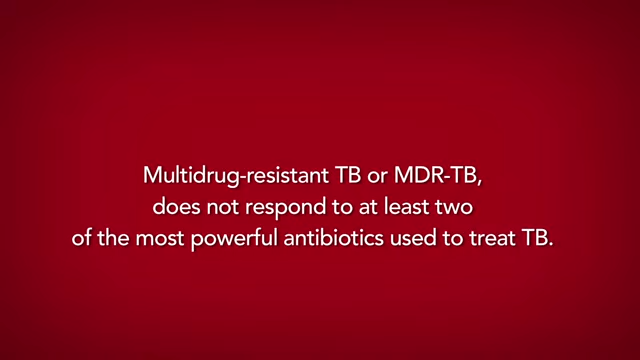 Multidrug-resistant TB or MDR-TB,
does not respond to at least two
of the most powerful antibiotics used to treat TB.